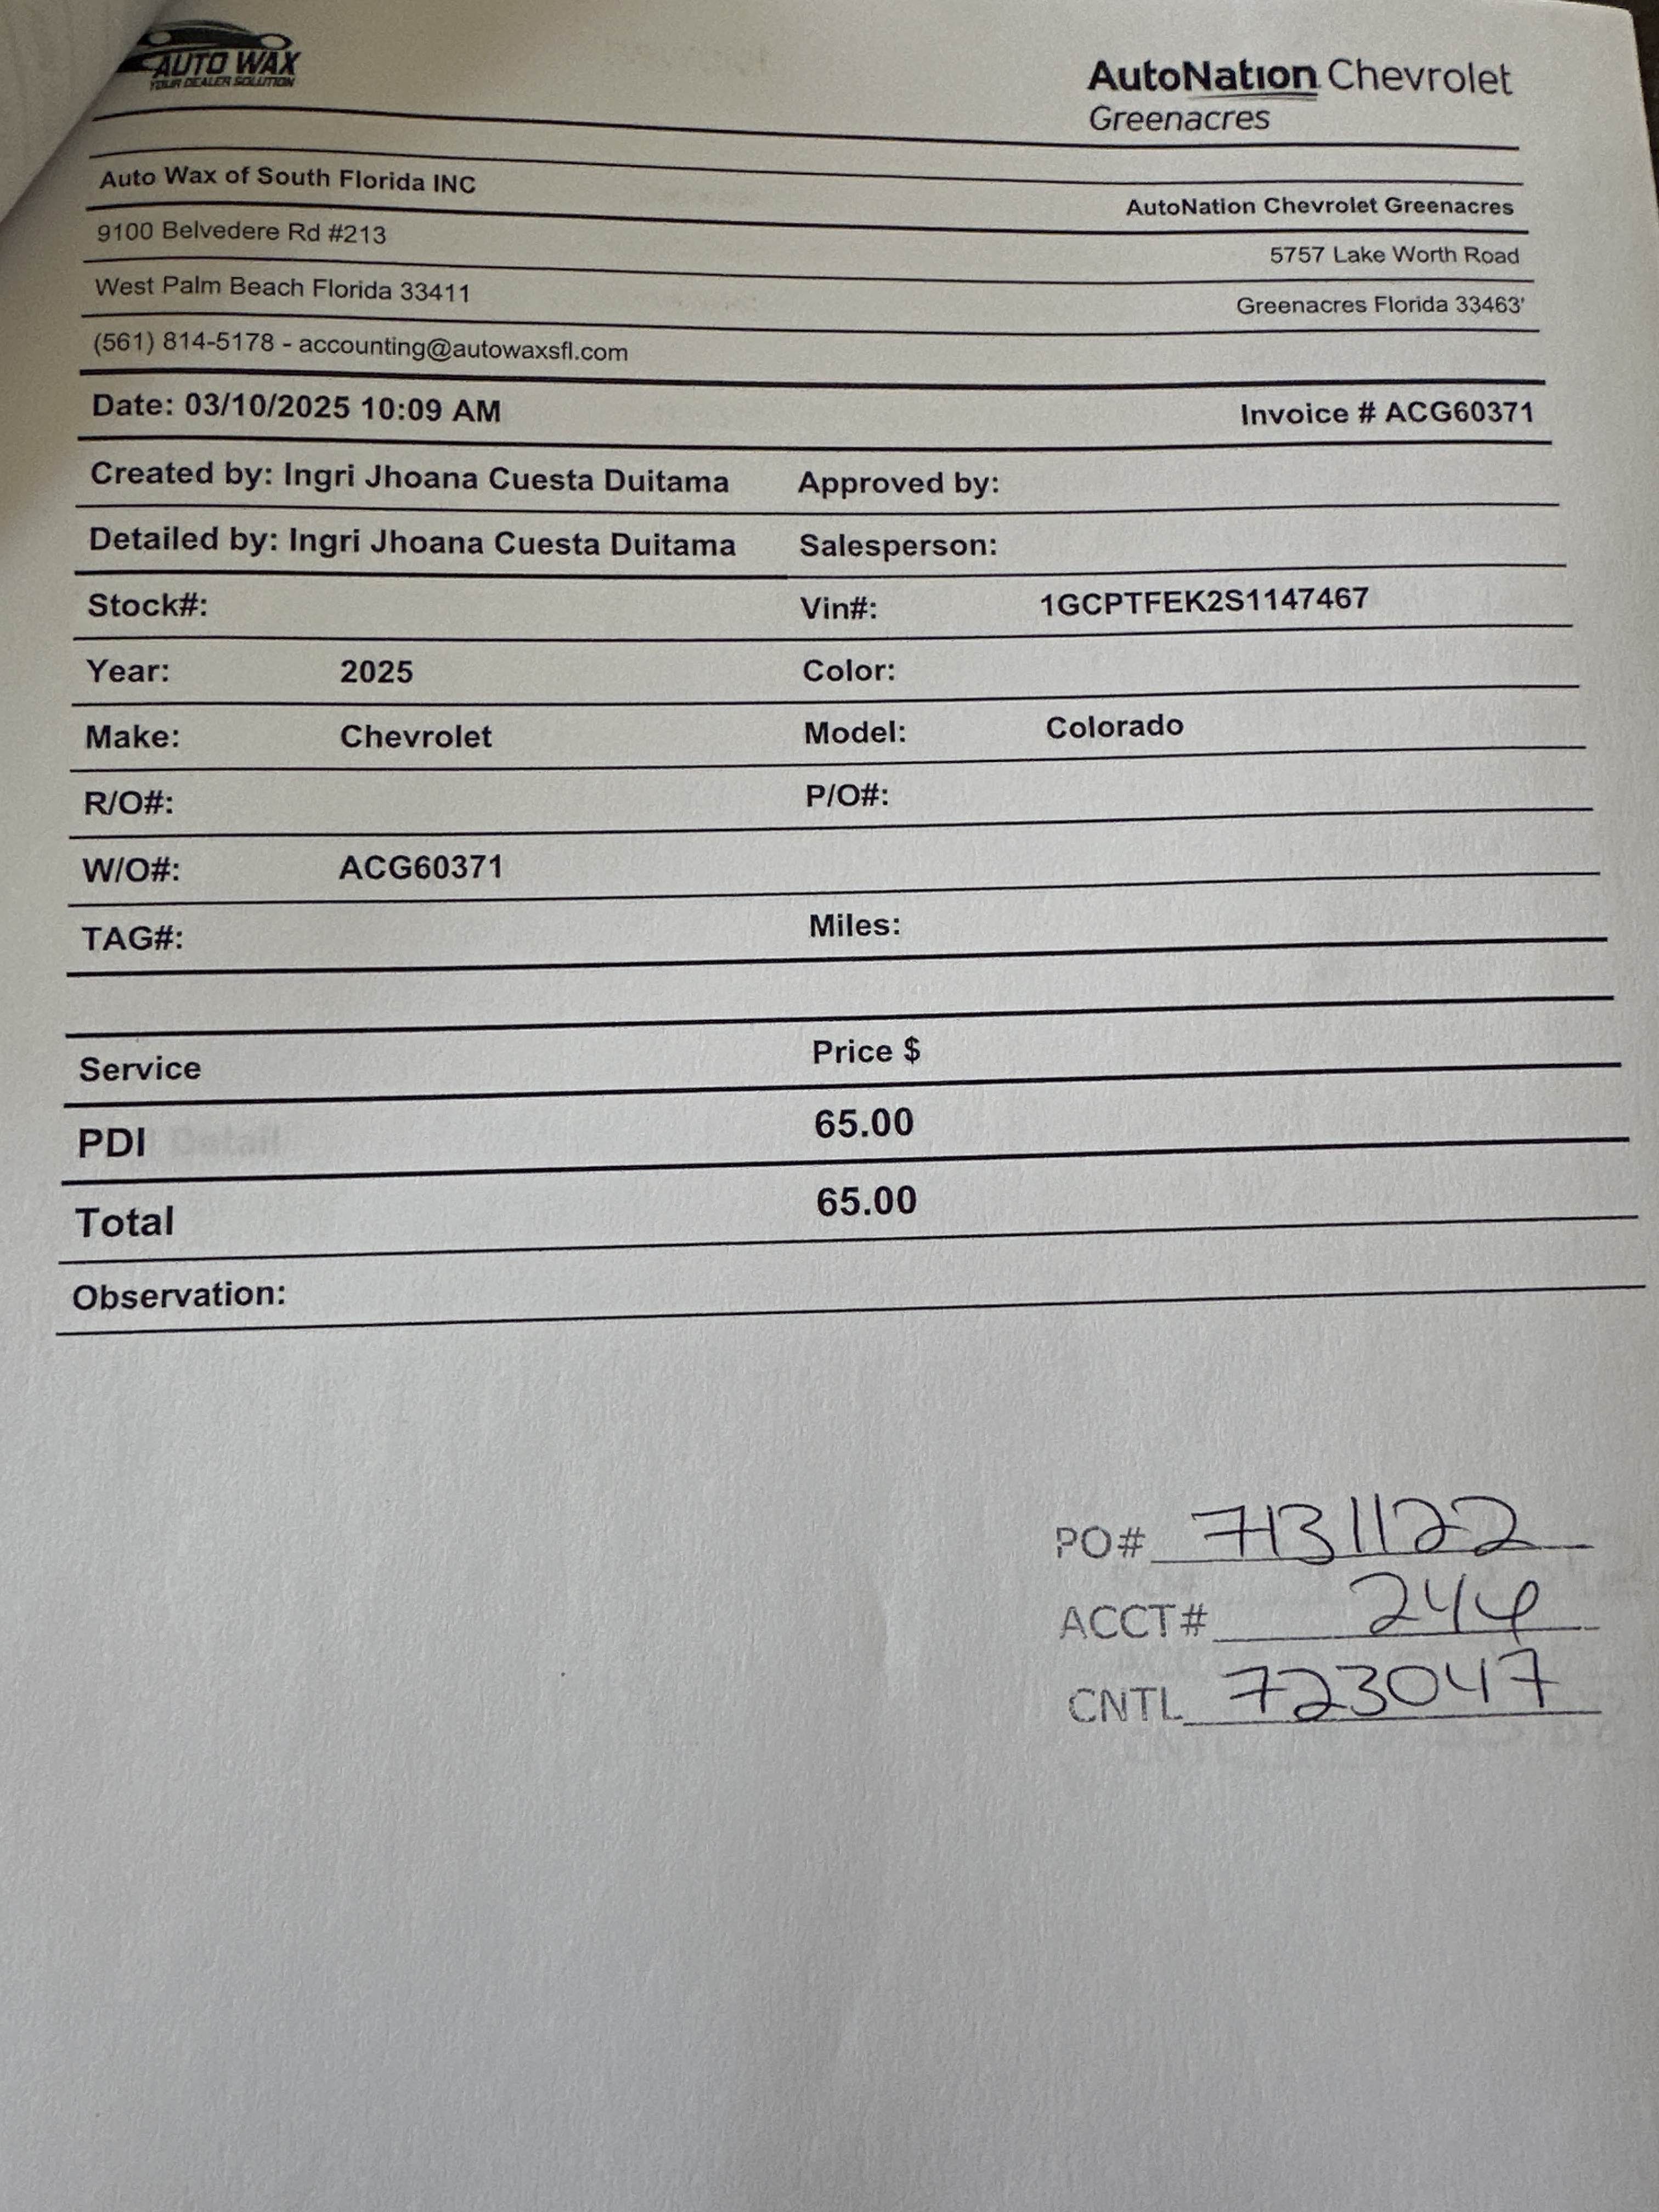 AUTO WAX
YOUR DEALER SOLUTION
AutoNation Chevrolet
Greenacres
Auto Wax of South Florida INC
AutoNation Chevrolet Greenacres
9100 Belvedere Rd #213
5757 Lake Worth Road
West Palm Beach Florida 33411
Greenacres Florida 33463'
(561) 814-5178 - accounting@autowaxsfl.com
Date: 03/10/2025 10:09 AM Invoice # ACG60371
Created by: Ingri Jhoana Cuesta Duitama Approved by:
Detailed by: Ingri Jhoana Cuesta Duitama Salesperson:
Stock#: Vin#: 1GCPTFEK2S1147467
Year: 2025 Color:
Make: Chevrolet Model: Colorado
R/O#: P/O#:
W/O#: ACG60371
TAG#: Miles:
Service Price $
PDI 65.00
Total 65.00
Observation:
PO# 7131122
ACCT# 244
CNTL 723047